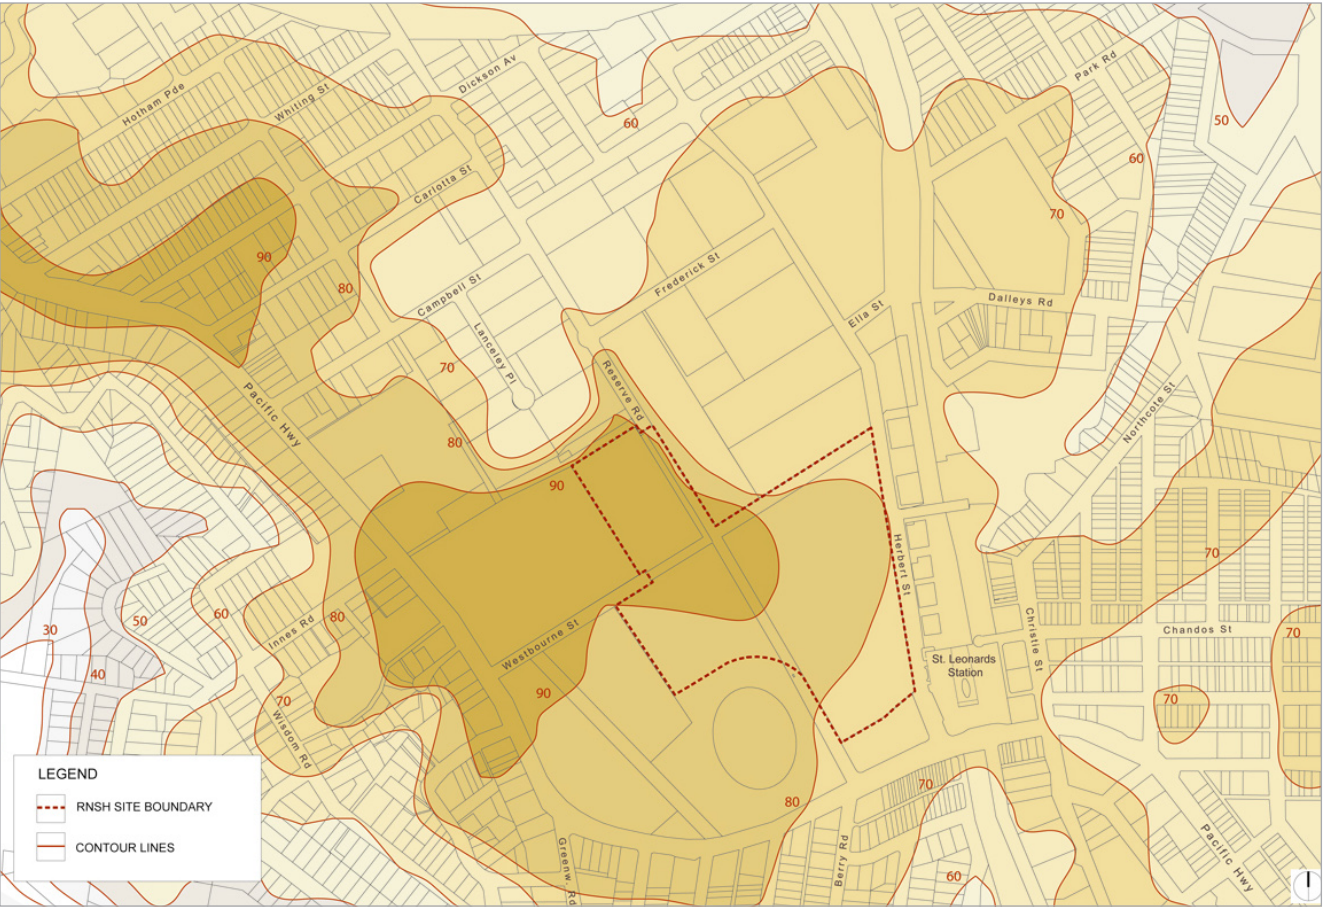 Hotham Pde
Whiting St
Dickson Av
60
Park Rd
50
60
Carlotta St
70
90
80
Campbell St
Frederick St
Dalleys Rd
Ella St
Lanceley Pl
70
Reserve Rd
Pacific Hwy
80
Northcote St
90
70
Herbert St
30
50
60
80
Innes Rd
Westbourne St
Christie St
Chandos St
70
40
St. Leonards
Station
70
90
70
Wisdom Rd
LEGEND
RNSH SITE BOUNDARY
CONTOUR LINES
80
70
Greenw Rd
Berry Rd
60
Pacific Hwy